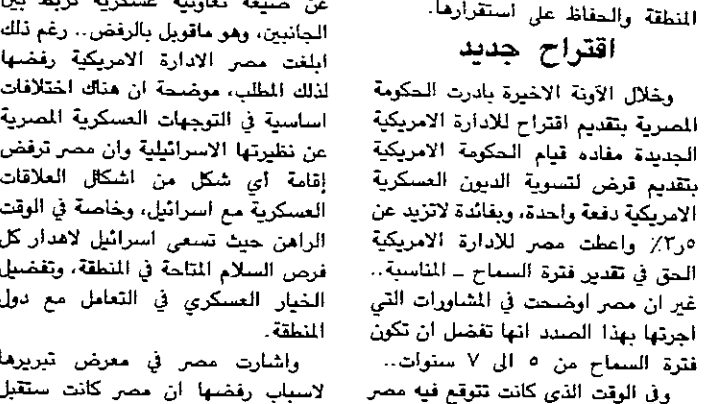 المنطقة والحفاظ على استقرارها.
اقتراح جديد
وخلال الآونة الاخيرة بادرت الحكومة
المصرية بتقديم اقتراح للادارة الامريكية
الجديدة مفاده قيام الحكومة الامريكية
بتقديم قرض لتسوية الديون العسكرية
الامريكية دفعة واحدة، وبفائدة لاتزيد عن
٣٫٥٪ واعطت مصر للادارة الامريكية
الحق في تقدير فترة السماح ـ المناسبة..
غير ان مصر اوضحت في المشاورات التي
اجرتها بهذا الصدد انها تفضل ان تكون
فترة السماح من ٥ الى ٧ سنوات..
وفي الوقت الذي كانت تتوقع فيه مصر
عن صيغة تعاونية عسكرية تربط بين
الجانبين، وهو ماقوبل بالرفض.. رغم ذلك
ابلغت مصر الادارة الامريكية رفضها
لذلك المطلب، موضحة ان هناك اختلافات
اساسية في التوجهات العسكرية المصرية
عن نظيرتها الاسرائيلية وان مصر ترفض
إقامة أي شكل من اشكال العلاقات
العسكرية مع اسرائيل، وخاصة في الوقت
الراهن حيث تسعى اسرائيل لاهدار كل
فرص السلام المتاحة في المنطقة، وتفضيل
الخيار العسكري في التعامل مع دول
المنطقة.
واشارت مصر في معرض تبريرها
لاسباب رفضها ان مصر كانت ستقبل